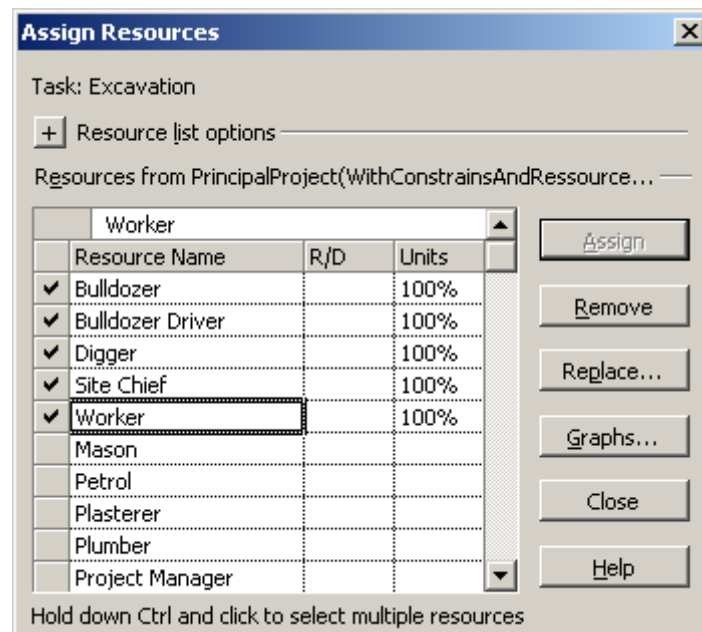 Assign Resources
Task: Excavation
+ Resource list options
Resources from PrincipalProject(WithConstrainsAndRessource...
Worker
Resource Name R/D Units
Bulldozer 100%
Bulldozer Driver 100%
Digger 100%
Site Chief 100%
Worker 100%
Mason
Petrol
Plasterer
Plumber
Project Manager
Assign
Remove
Replace...
Graphs...
Close
Help
Hold down Ctrl and click to select multiple resources